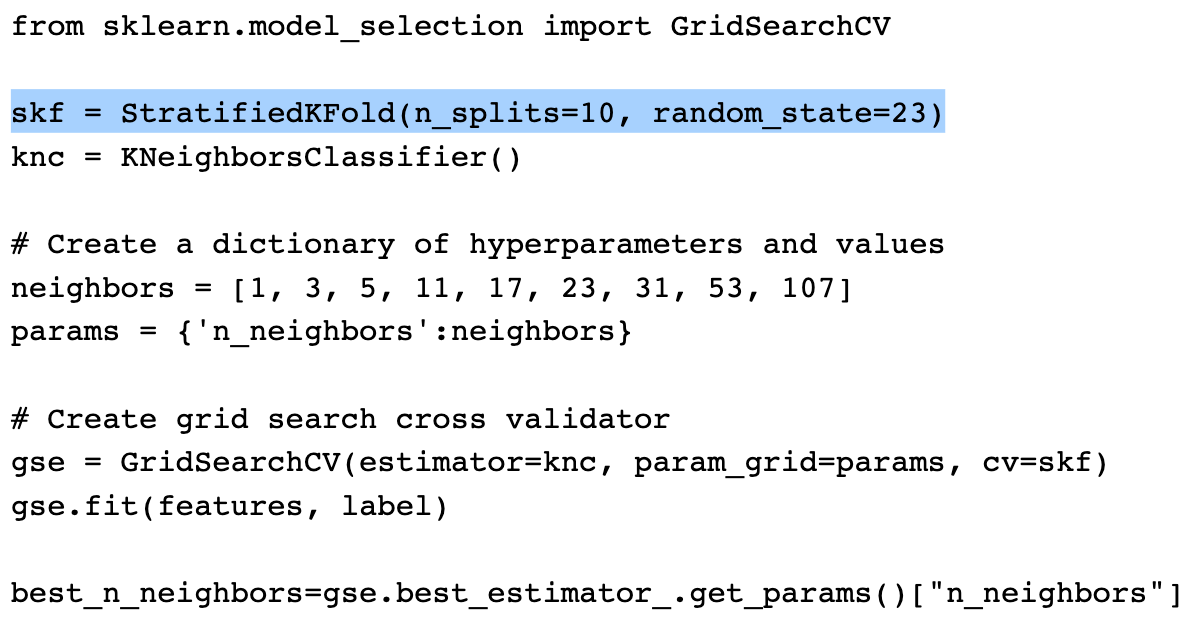 from sklearn.model_selection import GridSearchCV
skf = StratifiedKFold(n_splits=10, random_state=23)
knc = KNeighborsClassifier()
# Create a dictionary of hyperparameters and values
neighbors = [1, 3, 5, 11, 17, 23, 31, 53, 107]
params = {'n_neighbors':neighbors}
# Create grid search cross validator
gse = GridSearchCV(estimator=knc, param_grid=params, cv=skf)
gse.fit(features, label)
best_n_neighbors=gse.best_estimator_.get_params()["n_neighbors"]